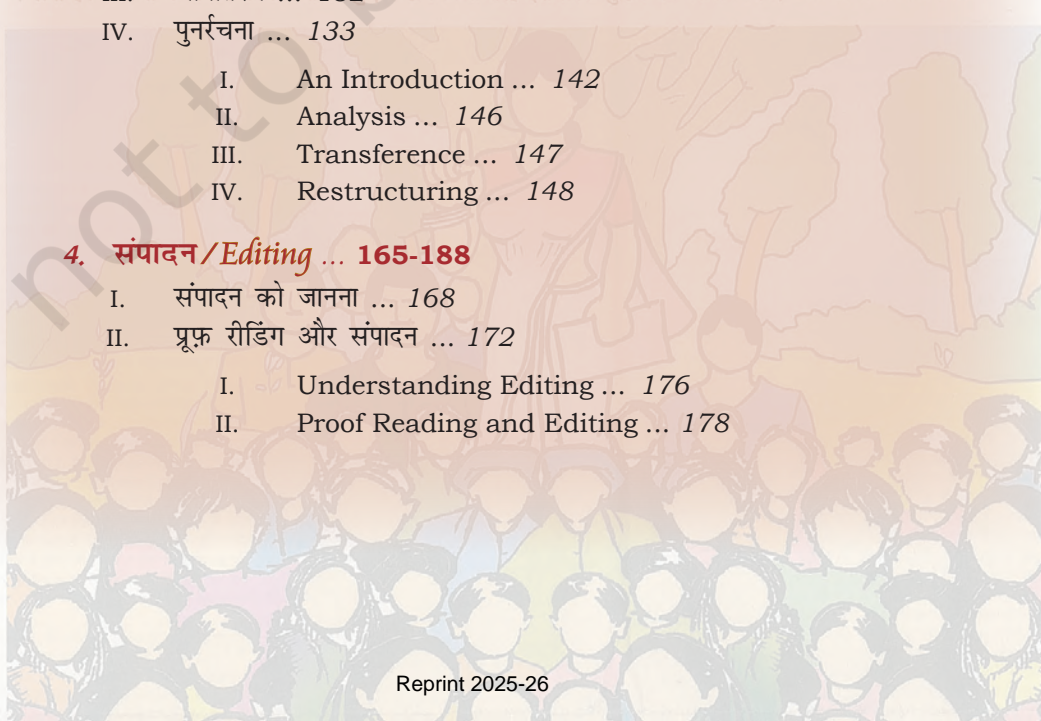 IV. पुनर्रचना ... 133
I. An Introduction ... 142
II. Analysis ... 146
III. Transference ... 147
IV. Restructuring ... 148
4. संपादन/Editing ... 165-188
I. संपादन को जानना ... 168
II. प्रूफ़ रीडिंग और संपादन ... 172
I. Understanding Editing ... 176
II. Proof Reading and Editing ... 178
not to b
Reprint 2025-26